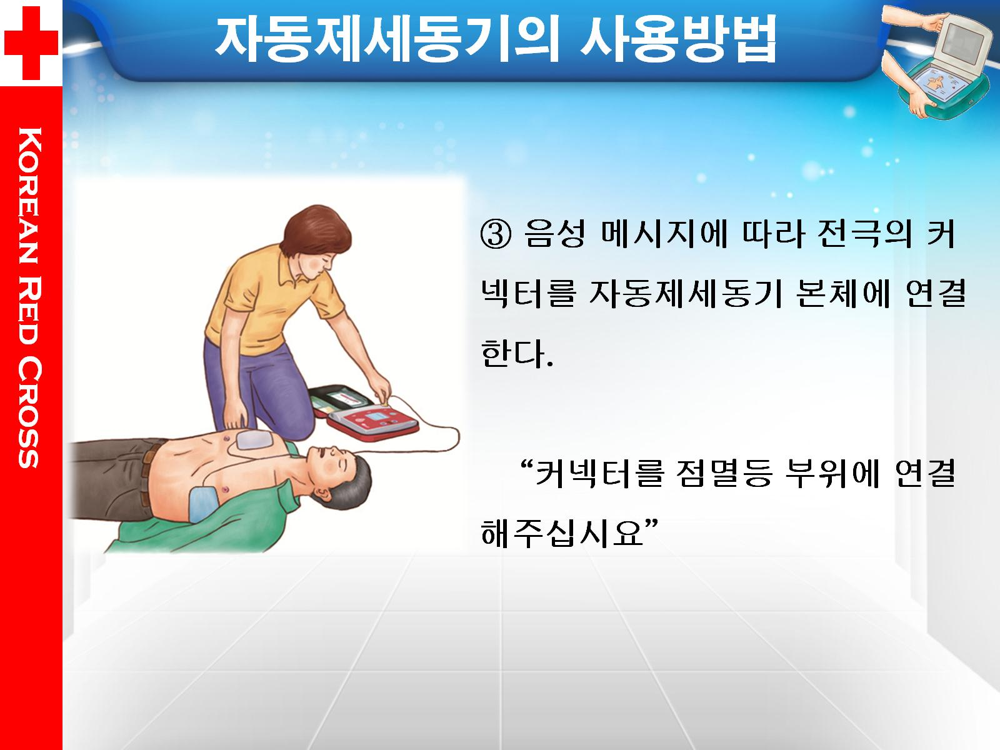 자동제세동기의 사용방법
KOREAN RED CROSS
③ 음성 메시지에 따라 전극의 커
넥터를 자동제세동기 본체에 연결
한다.
“커넥터를 점멸등 부위에 연결
해주십시요”